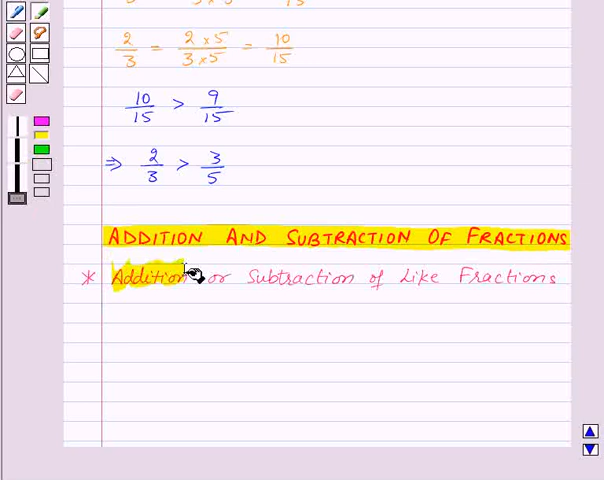 15
2/3 = 2 × 5 / 3 × 5 = 10/15
10/15 > 9/15
⇒ 2/3 > 3/5
ADDITION AND SUBTRACTION OF FRACTIONS
* Addition or Subtraction of Like Fractions